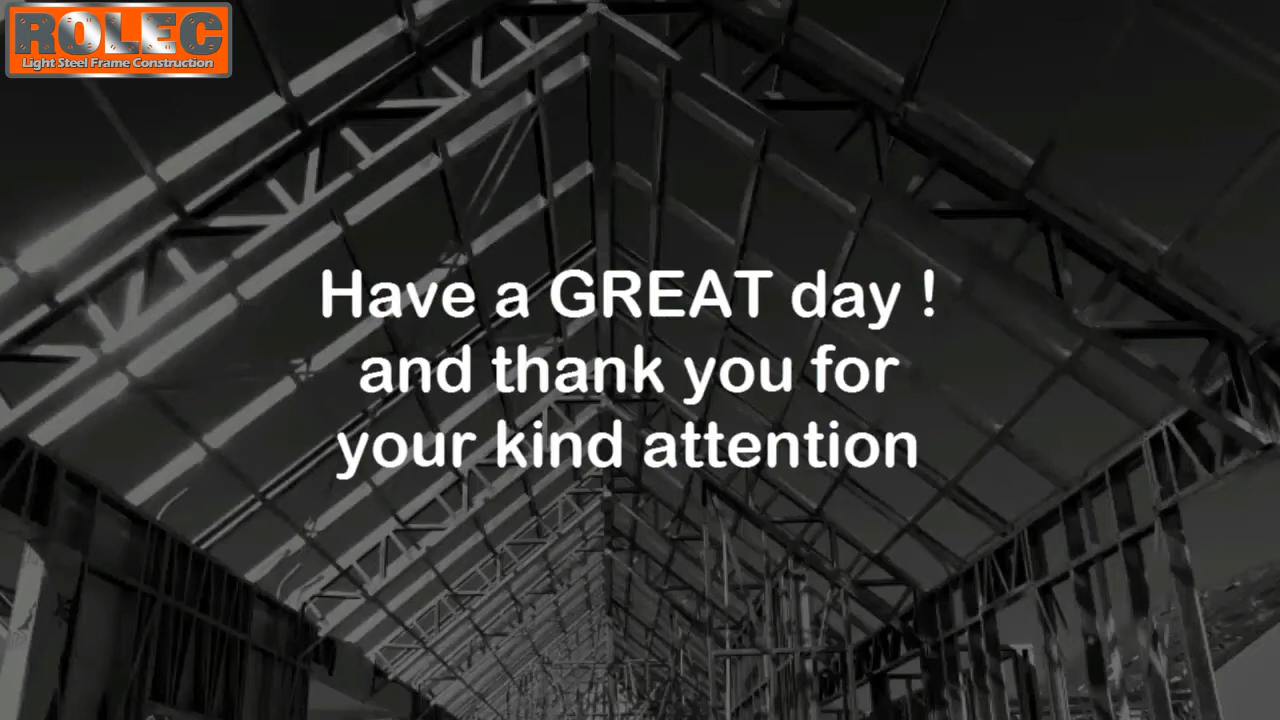 ROLEC
Light Steel Frame Construction
Have a GREAT day !
and thank you for
your kind attention